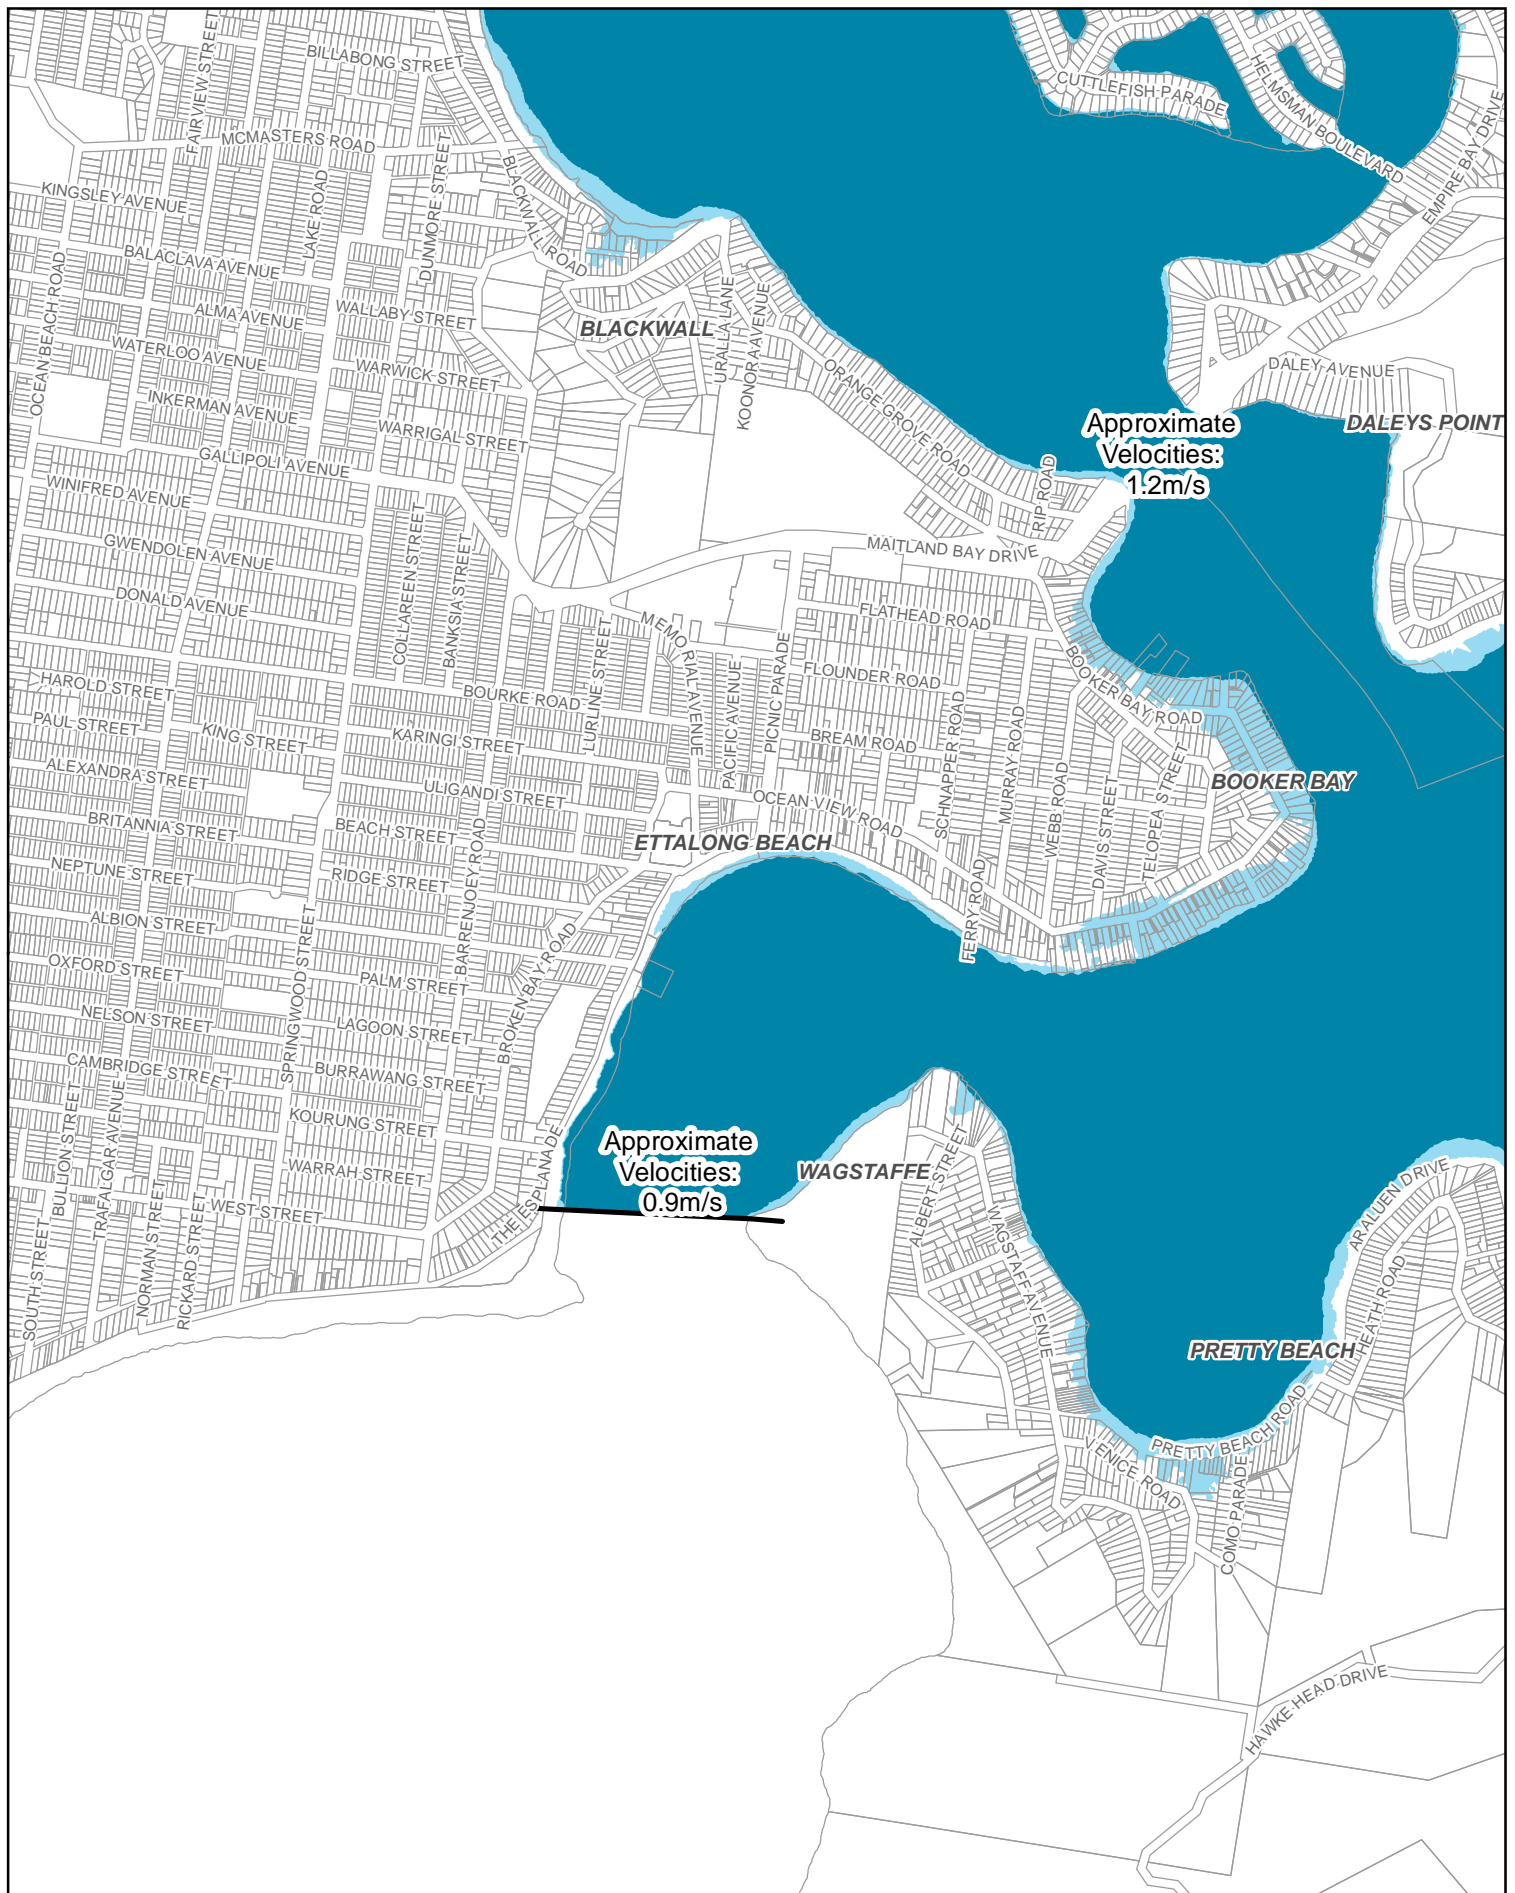 BILLABONG STREET
FAIRVIEW STREET
CUTTLEFISH PARADE
HELMSMAN BOULEVARD
EMPIRE BAY DRIVE
MCMASTERS ROAD
DUNMORE STREET
BLACKWALL ROAD
KINGSLEY AVENUE
LAKE ROAD
BALACLAVA AVENUE
OCEAN BEACH ROAD
ALMA AVENUE
WALLABY STREET
BLACKWALL
URALLA LANE
KOONORA AVENUE
WATERLOO AVENUE
WARWICK STREET
ORANGE GROVE ROAD
DALEY AVENUE
INKERMAN AVENUE
WARRIGAL STREET
DALEYS POINT
Approximate
Velocities:
1.2m/s
GALLIPOLI AVENUE
WINIFRED AVENUE
RIP ROAD
COLLAREEN STREET
BANKSIA STREET
GWENDOLEN AVENUE
MAITLAND BAY DRIVE
DONALD AVENUE
FLATHEAD ROAD
MEMORIAL AVENUE
LURLINE STREET
PACIFIC AVENUE
PICNIC PARADE
FLOUNDER ROAD
BOOKER BAY ROAD
HAROLD STREET
BOURKE ROAD
PAUL STREET
KING STREET
KARINGI STREET
BREAM ROAD
SCHNAPPER ROAD
MURRAY ROAD
WEBB ROAD
DAVIS STREET
TELOPEA STREET
BOOKER BAY
ALEXANDRA STREET
ULIGANDI STREET
OCEAN VIEW ROAD
BRITANNIA STREET
BEACH STREET
ETTALONG BEACH
NEPTUNE STREET
RIDGE STREET
BARRENJOEY ROAD
FERRY ROAD
ALBION STREET
SPRINGWOOD STREET
BROKEN BAY ROAD
OXFORD STREET
PALM STREET
NELSON STREET
LAGOON STREET
CAMBRIDGE STREET
BURRAWANG STREET
BULLION STREET
TRAFALGAR AVENUE
KOURUNG STREET
THE ESPLANADE
Approximate
Velocities:
0.9m/s
WAGSTAFFE
ALBERT STREET
WAGSTAFF AVENUE
ARALUEN DRIVE
WARRAH STREET
WEST STREET
SOUTH STREET
NORMAN STREET
RICKARD STREET
HEATH ROAD
PRETTY BEACH
PRETTY BEACH ROAD
VENICE ROAD
COMO PARADE
HAWKE HEAD DRIVE